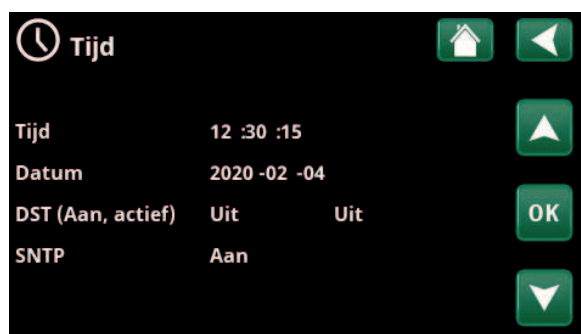 Tijd
Tijd 12 :30 :15
Datum 2020 -02 -04
DST (Aan, actief) Uit Uit
OK
SNTP Aan